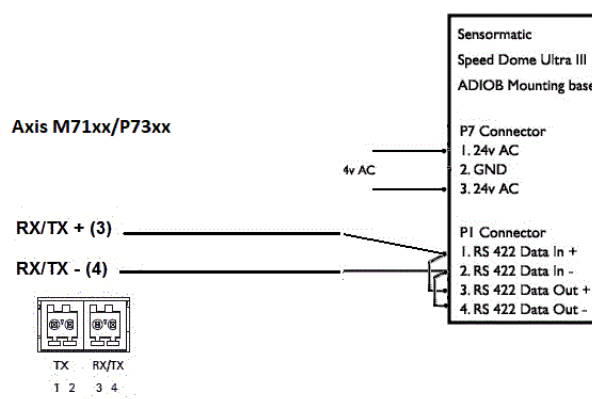 Sensormatic
Speed Dome Ultra III
ADIOB Mounting base
Axis M71xx/P73xx
P7 Connector
1. 24v AC
4v AC
2. GND
3. 24v AC
RX/TX + (3)
P1 Connector
1. RS 422 Data In +
RX/TX - (4)
2. RS 422 Data In -
3. RS 422 Data Out +
4. RS 422 Data Out -
TX RX/TX
1 2 3 4